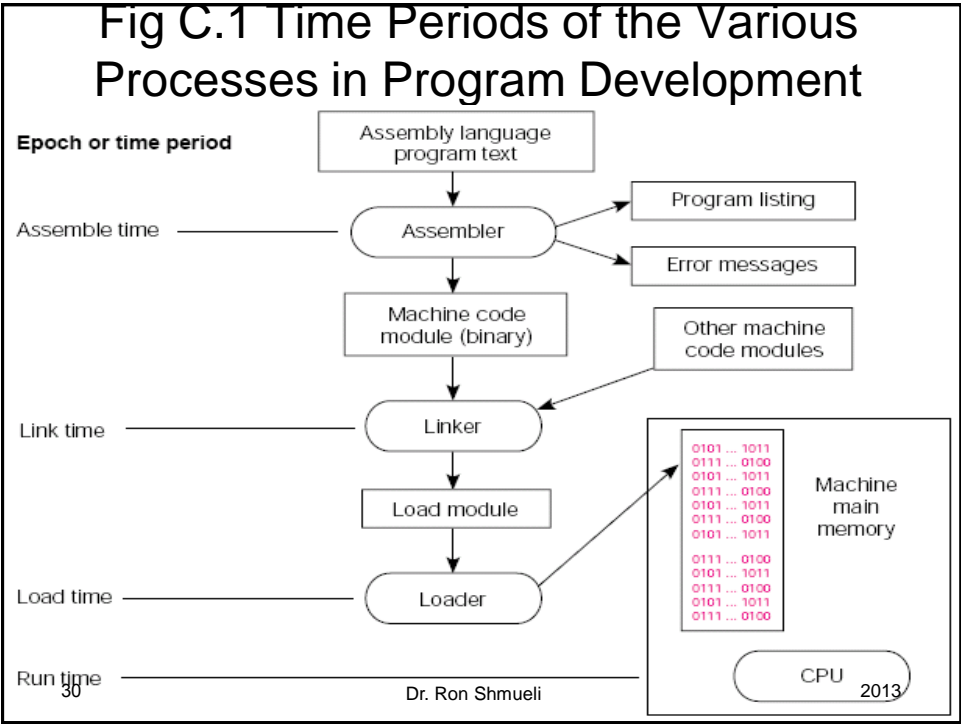 Fig C.1 Time Periods of the Various
Processes in Program Development
Epoch or time period
Assembly language
program text
Program listing
Assemble time
Assembler
Error messages
Machine code
module (binary)
Other machine
code modules
Link time
Linker
0101 ... 1011
0111 ... 0100
0101 ... 1011
0111 ... 0100
0101 ... 1011
0111 ... 0100
0101 ... 1011
0111 ... 0100
0101 ... 1011
0111 ... 0100
0101 ... 1011
0111 ... 0100
Machine
main
memory
Load module
Load time
Loader
Run time
CPU
30
Dr. Ron Shmueli
2013